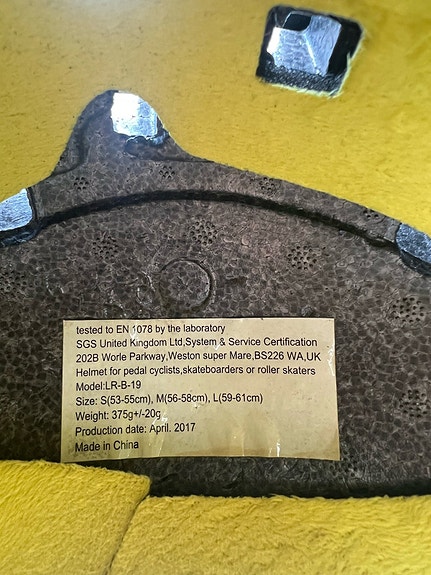 tested to EN 1078 by the laboratory
SGS United Kingdom Ltd,System & Service Certification
202B Worle Parkway,Weston super Mare,BS226 WA,UK
Helmet for pedal cyclists,skateboarders or roller skaters
Model:LR-B-19
Size: S(53-55cm), M(56-58cm), L(59-61cm)
Weight: 375g+/-20g
Production date: April. 2017
Made in China